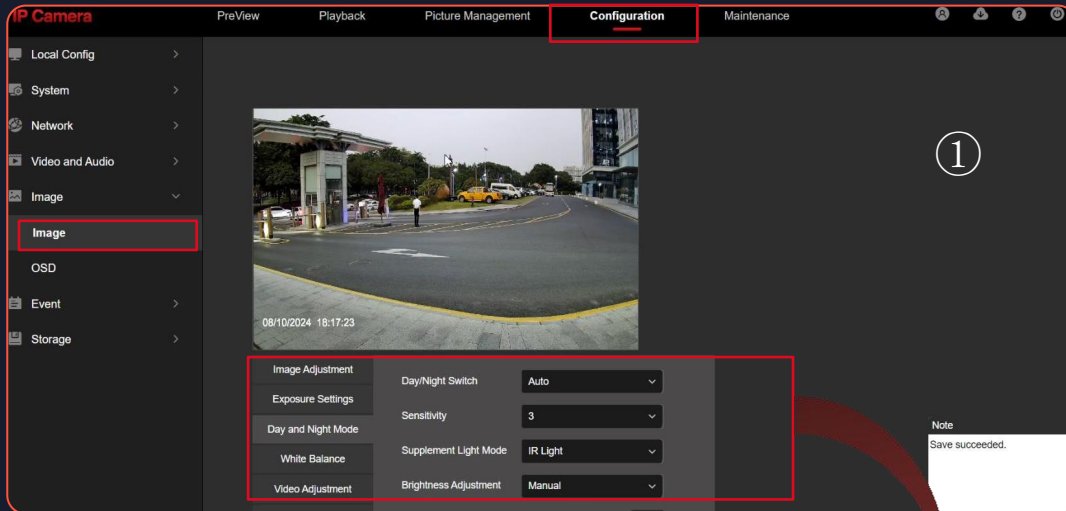 IP Camera
PreView Playback Picture Management Configuration Maintenance
Local Config
System
Network
Video and Audio
Image
Image
OSD
Event
Storage
①
08/10/2024 18:17:23
Image Adjustment
Exposure Settings
Day and Night Mode
White Balance
Video Adjustment
Day/Night Switch Auto
Sensitivity 3
Supplement Light Mode IR Light
Brightness Adjustment Manual
Note
Save succeeded.